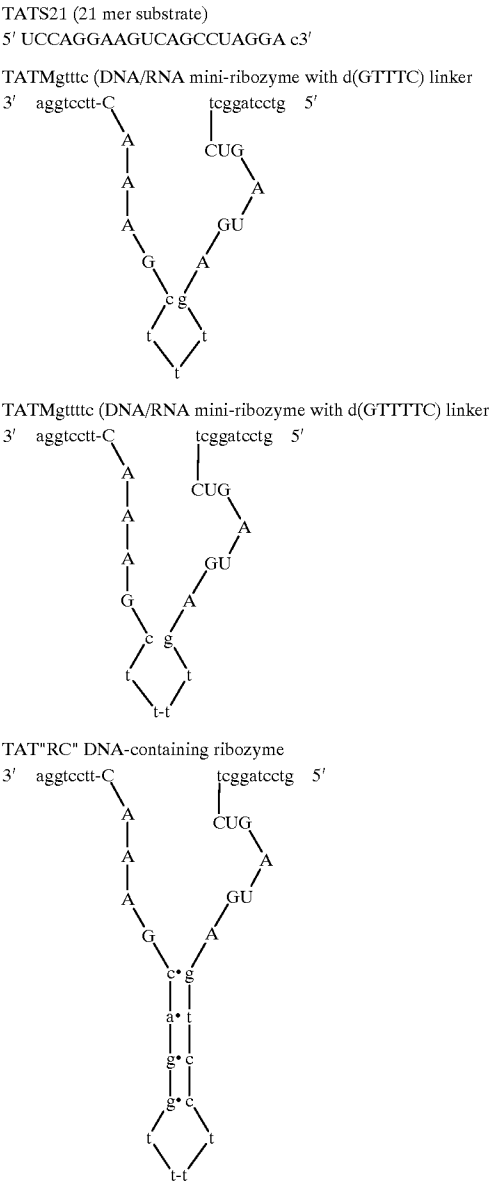 TATS21 (21 mer substrate)
5′ UCCAGGAAGUCAGCCUAGGA c3′
TATMgtttc (DNA/RNA mini-ribozyme with d(GTTTC) linker
3′ aggtcctt-C tcggatcctg 5′
A CUG
A A
A GU
G A
c g
t t
t
TATMgttttc (DNA/RNA mini-ribozyme with d(GTTTTC) linker
3′ aggtcctt-C tcggatcctg 5′
A CUG
A A
A GU
G A
c g
t t
t-t
TAT"RC" DNA-containing ribozyme
3′ aggtcctt-C tcggatcctg 5′
A CUG
A A
A GU
G A
c•g
a•t
g•c
g•c
t t
t-t